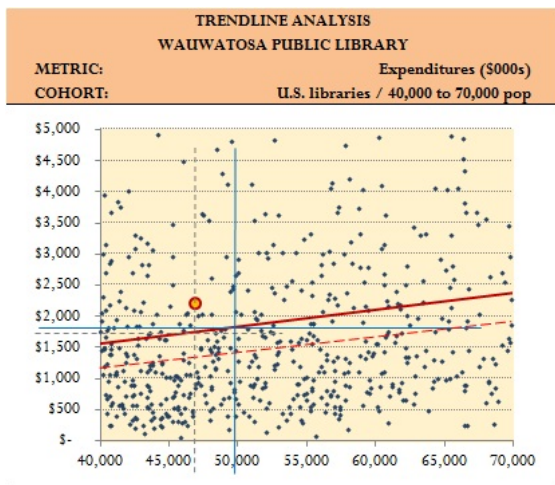 TRENDLINE ANALYSIS
WAUWATOSA PUBLIC LIBRARY
METRIC: Expenditures ($000s)
COHORT: U.S. libraries / 40,000 to 70,000 pop
$5,000
$4,500
$4,000
$3,500
$3,000
$2,500
$2,000
$1,500
$1,000
$500
$-
40,000 45,000 50,000 55,000 60,000 65,000 70,000